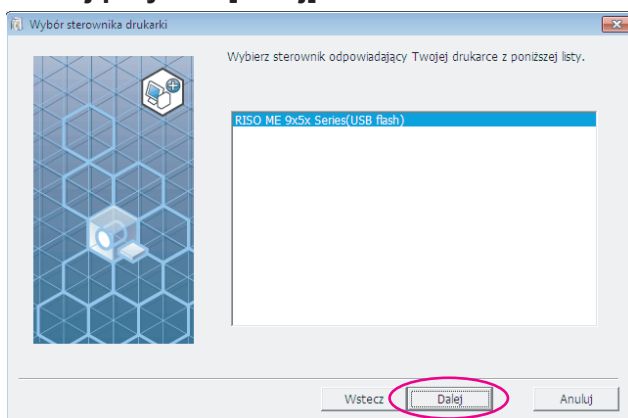 Wybór sterownika drukarki
Wybierz sterownik odpowiadający Twojej drukarce z poniższej listy.
RISO ME 9x5x Series(USB flash)
Wstecz
Dalej
Anuluj